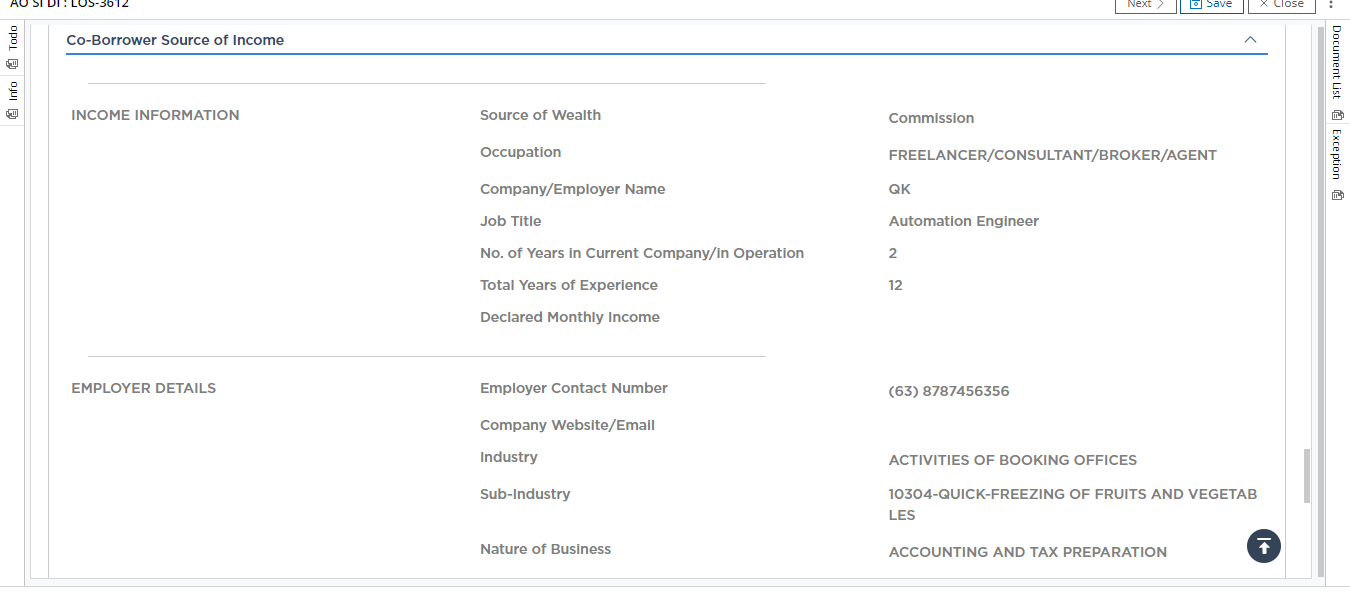 AO SI DI : LOS-3612
Next
Save
Close
Todo
Info
Document List
Exception
Co-Borrower Source of Income
INCOME INFORMATION
Source of Wealth
Commission
Occupation
FREELANCER/CONSULTANT/BROKER/AGENT
Company/Employer Name
QK
Job Title
Automation Engineer
No. of Years in Current Company/in Operation
2
Total Years of Experience
12
Declared Monthly Income
EMPLOYER DETAILS
Employer Contact Number
(63) 8787456356
Company Website/Email
Industry
ACTIVITIES OF BOOKING OFFICES
Sub-Industry
10304-QUICK-FREEZING OF FRUITS AND VEGETAB
LES
Nature of Business
ACCOUNTING AND TAX PREPARATION